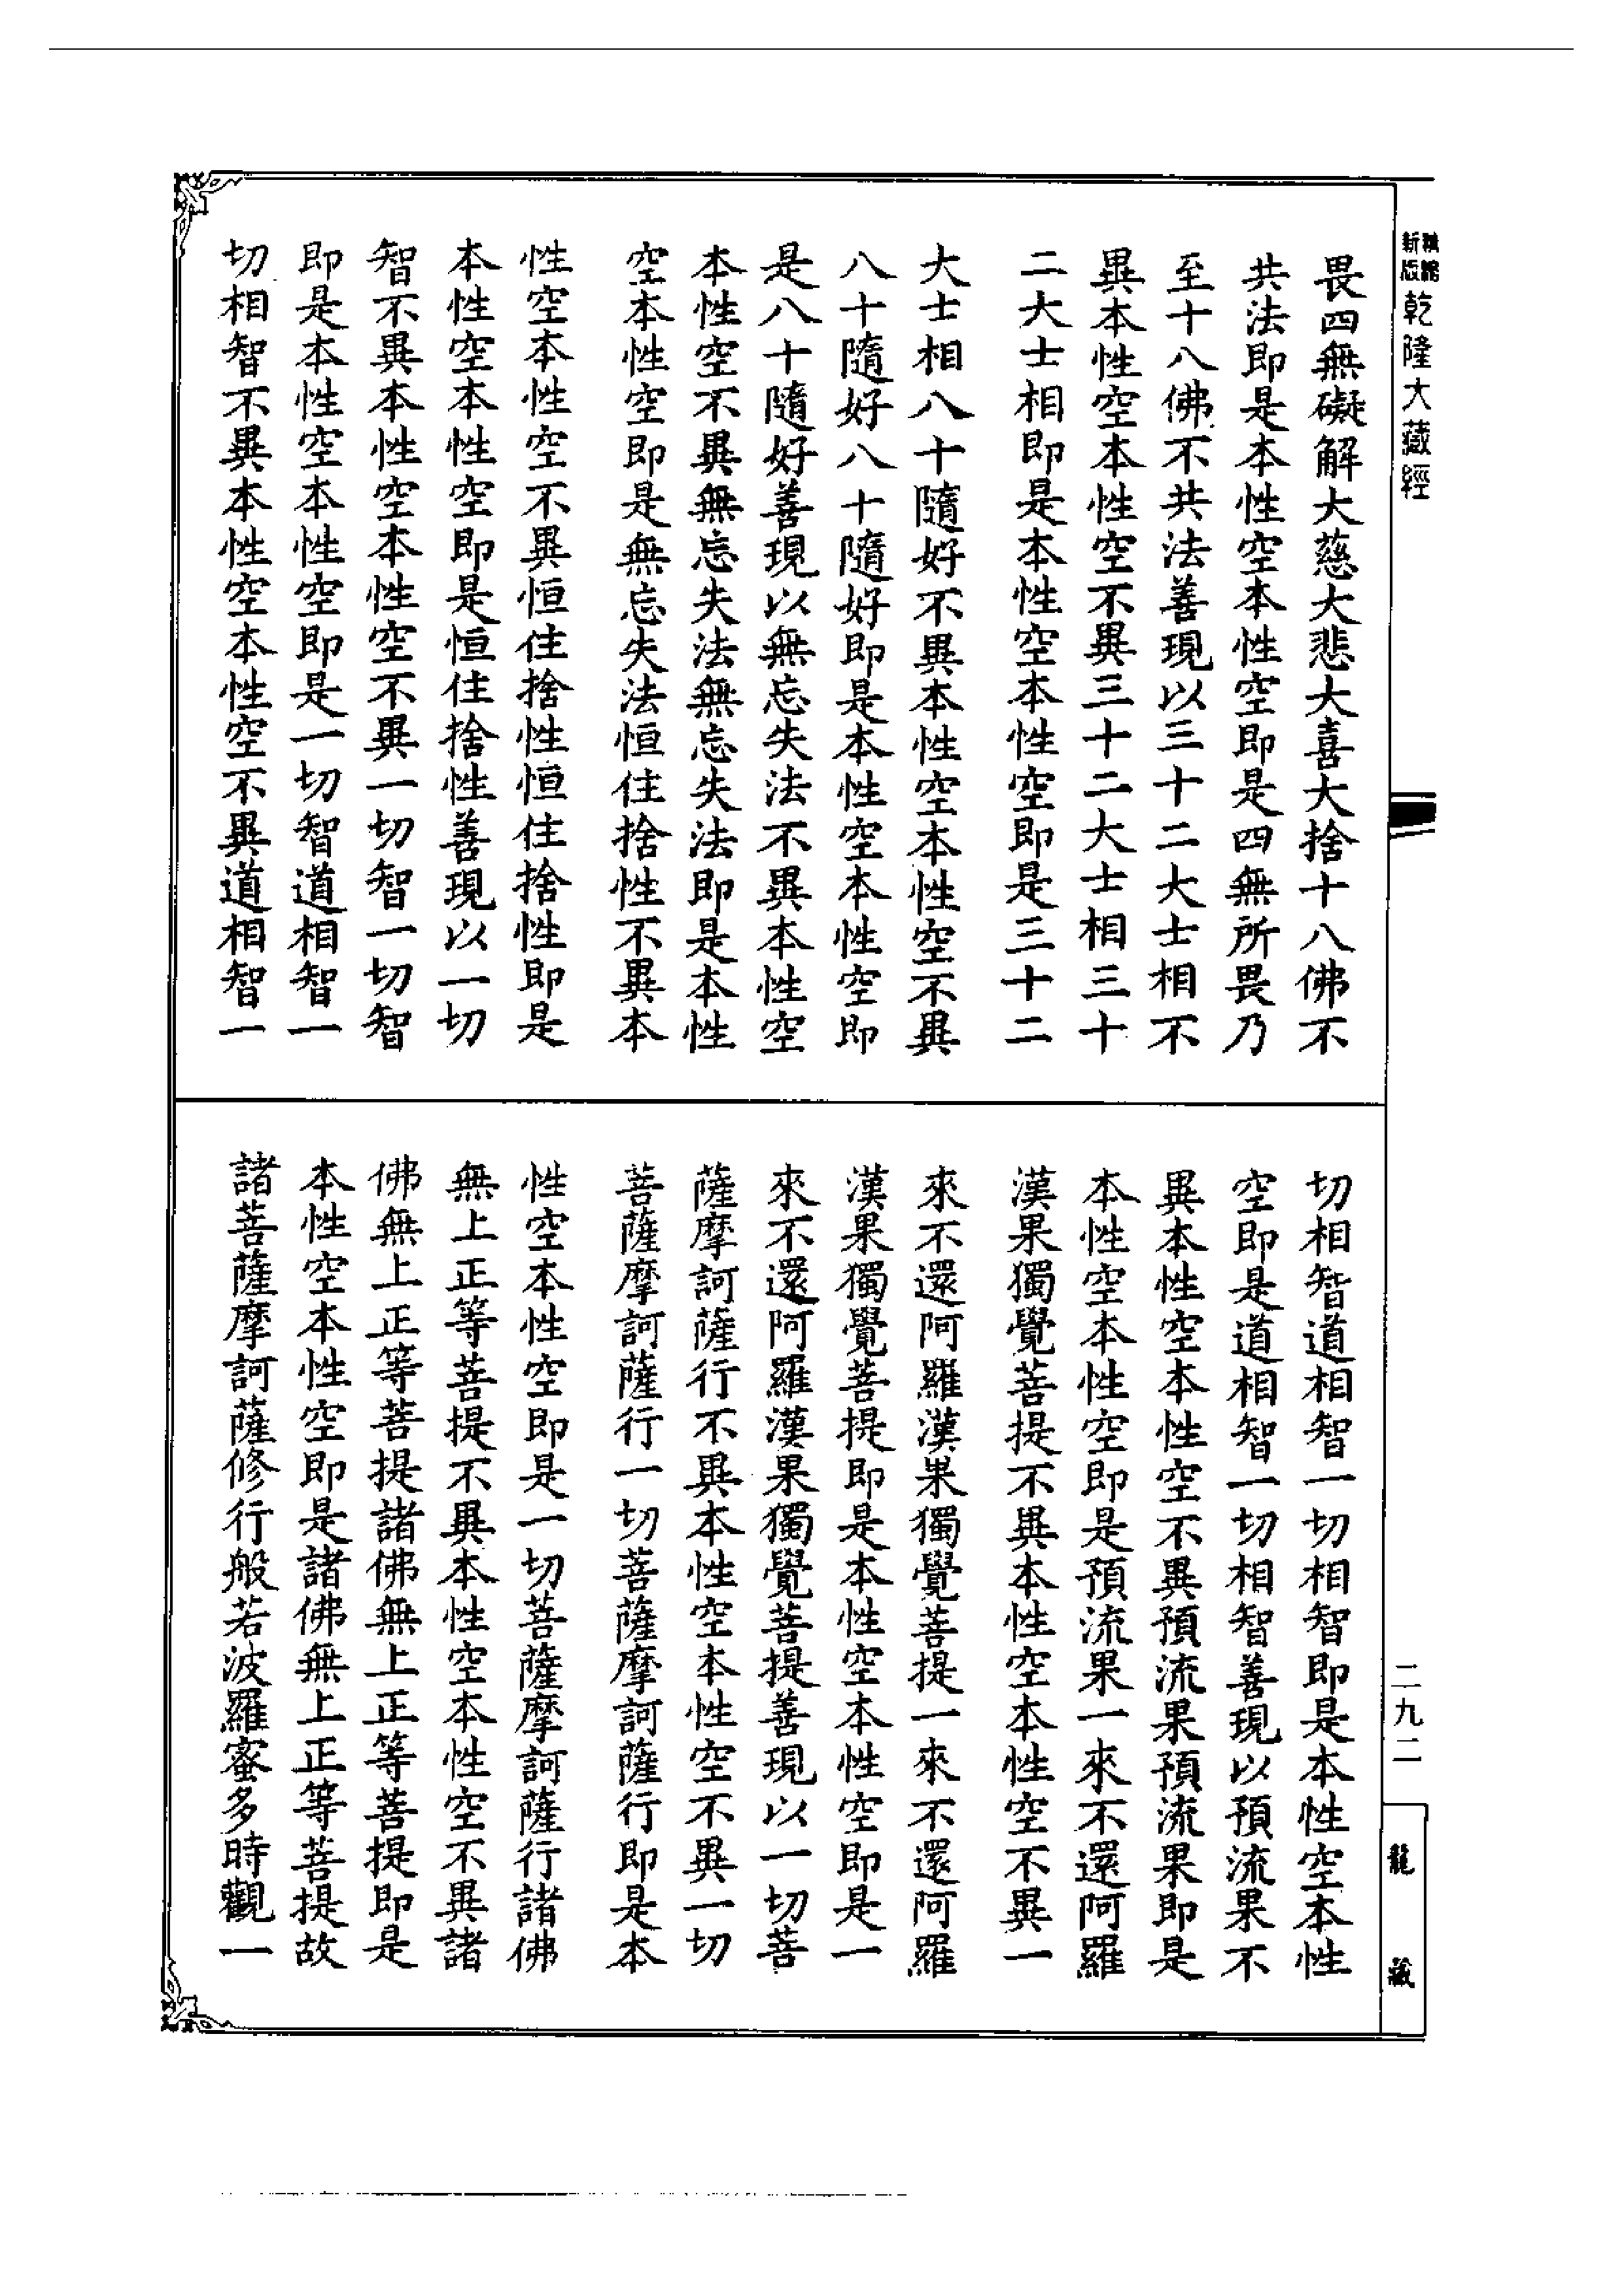 新版
乾隆大藏經
畏四無礙解大慈大悲大喜大捨十八佛不
共法即是本性空本性空即是四無所畏乃
至十八佛不共法善現以三十二大士相不
異本性空本性空不異三十二大士相三十
二大士相即是本性空本性空即是三十二
大士相八十隨好不異本性空本性空不異
八十隨好八十隨好即是本性空本性空即
是八十隨好善現以無忘失法不異本性空
本性空不異無忘失法無忘失法即是本性
空本性空即是無忘失法恒住捨性不異本
性空本性空不異恒住捨性恒住捨性即是
本性空本性空即是恒住捨性善現以一切
智不異本性空本性空不異一切智一切智
即是本性空本性空即是一切智道相智一
切相智不異本性空本性空不異道相智一
切相智道相智一切相智即是本性空本性
空即是道相智一切相智善現以預流果不
異本性空本性空不異預流果預流果即是
本性空本性空即是預流果一來不還阿羅
漢果獨覺菩提不異本性空本性空不異一
來不還阿羅漢果獨覺菩提一來不還阿羅
漢果獨覺菩提即是本性空本性空即是一
來不還阿羅漢果獨覺菩提善現以一切菩
薩摩訶薩行不異本性空本性空不異一切
菩薩摩訶薩行一切菩薩摩訶薩行即是本
性空本性空即是一切菩薩摩訶薩行諸佛
無上正等菩提不異本性空本性空不異諸
佛無上正等菩提諸佛無上正等菩提即是
本性空本性空即是諸佛無上正等菩提故
諸菩薩摩訶薩修行般若波羅蜜多時觀一
二九二
龍藏